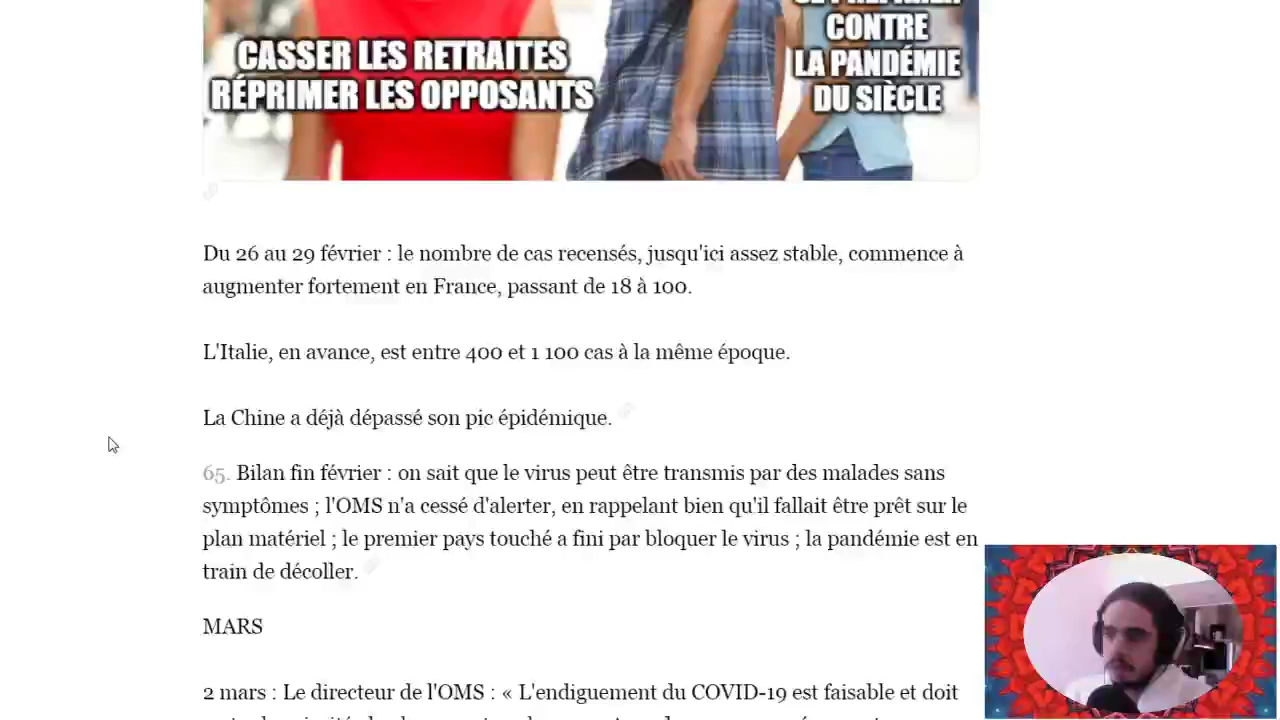 CASSER LES RETRAITES
RÉPRIMER LES OPPOSANTS
CONTRE
LA PANDÉMIE
DU SIÈCLE
Du 26 au 29 février : le nombre de cas recensés, jusqu'ici assez stable, commence à
augmenter fortement en France, passant de 18 à 100.
L'Italie, en avance, est entre 400 et 1 100 cas à la même époque.
La Chine a déjà dépassé son pic épidémique.
65. Bilan fin février : on sait que le virus peut être transmis par des malades sans
symptômes ; l'OMS n'a cessé d'alerter, en rappelant bien qu'il fallait être prêt sur le
plan matériel ; le premier pays touché a fini par bloquer le virus ; la pandémie est en
train de décoller.
MARS
2 mars : Le directeur de l'OMS : « L'endiguement du COVID-19 est faisable et doit